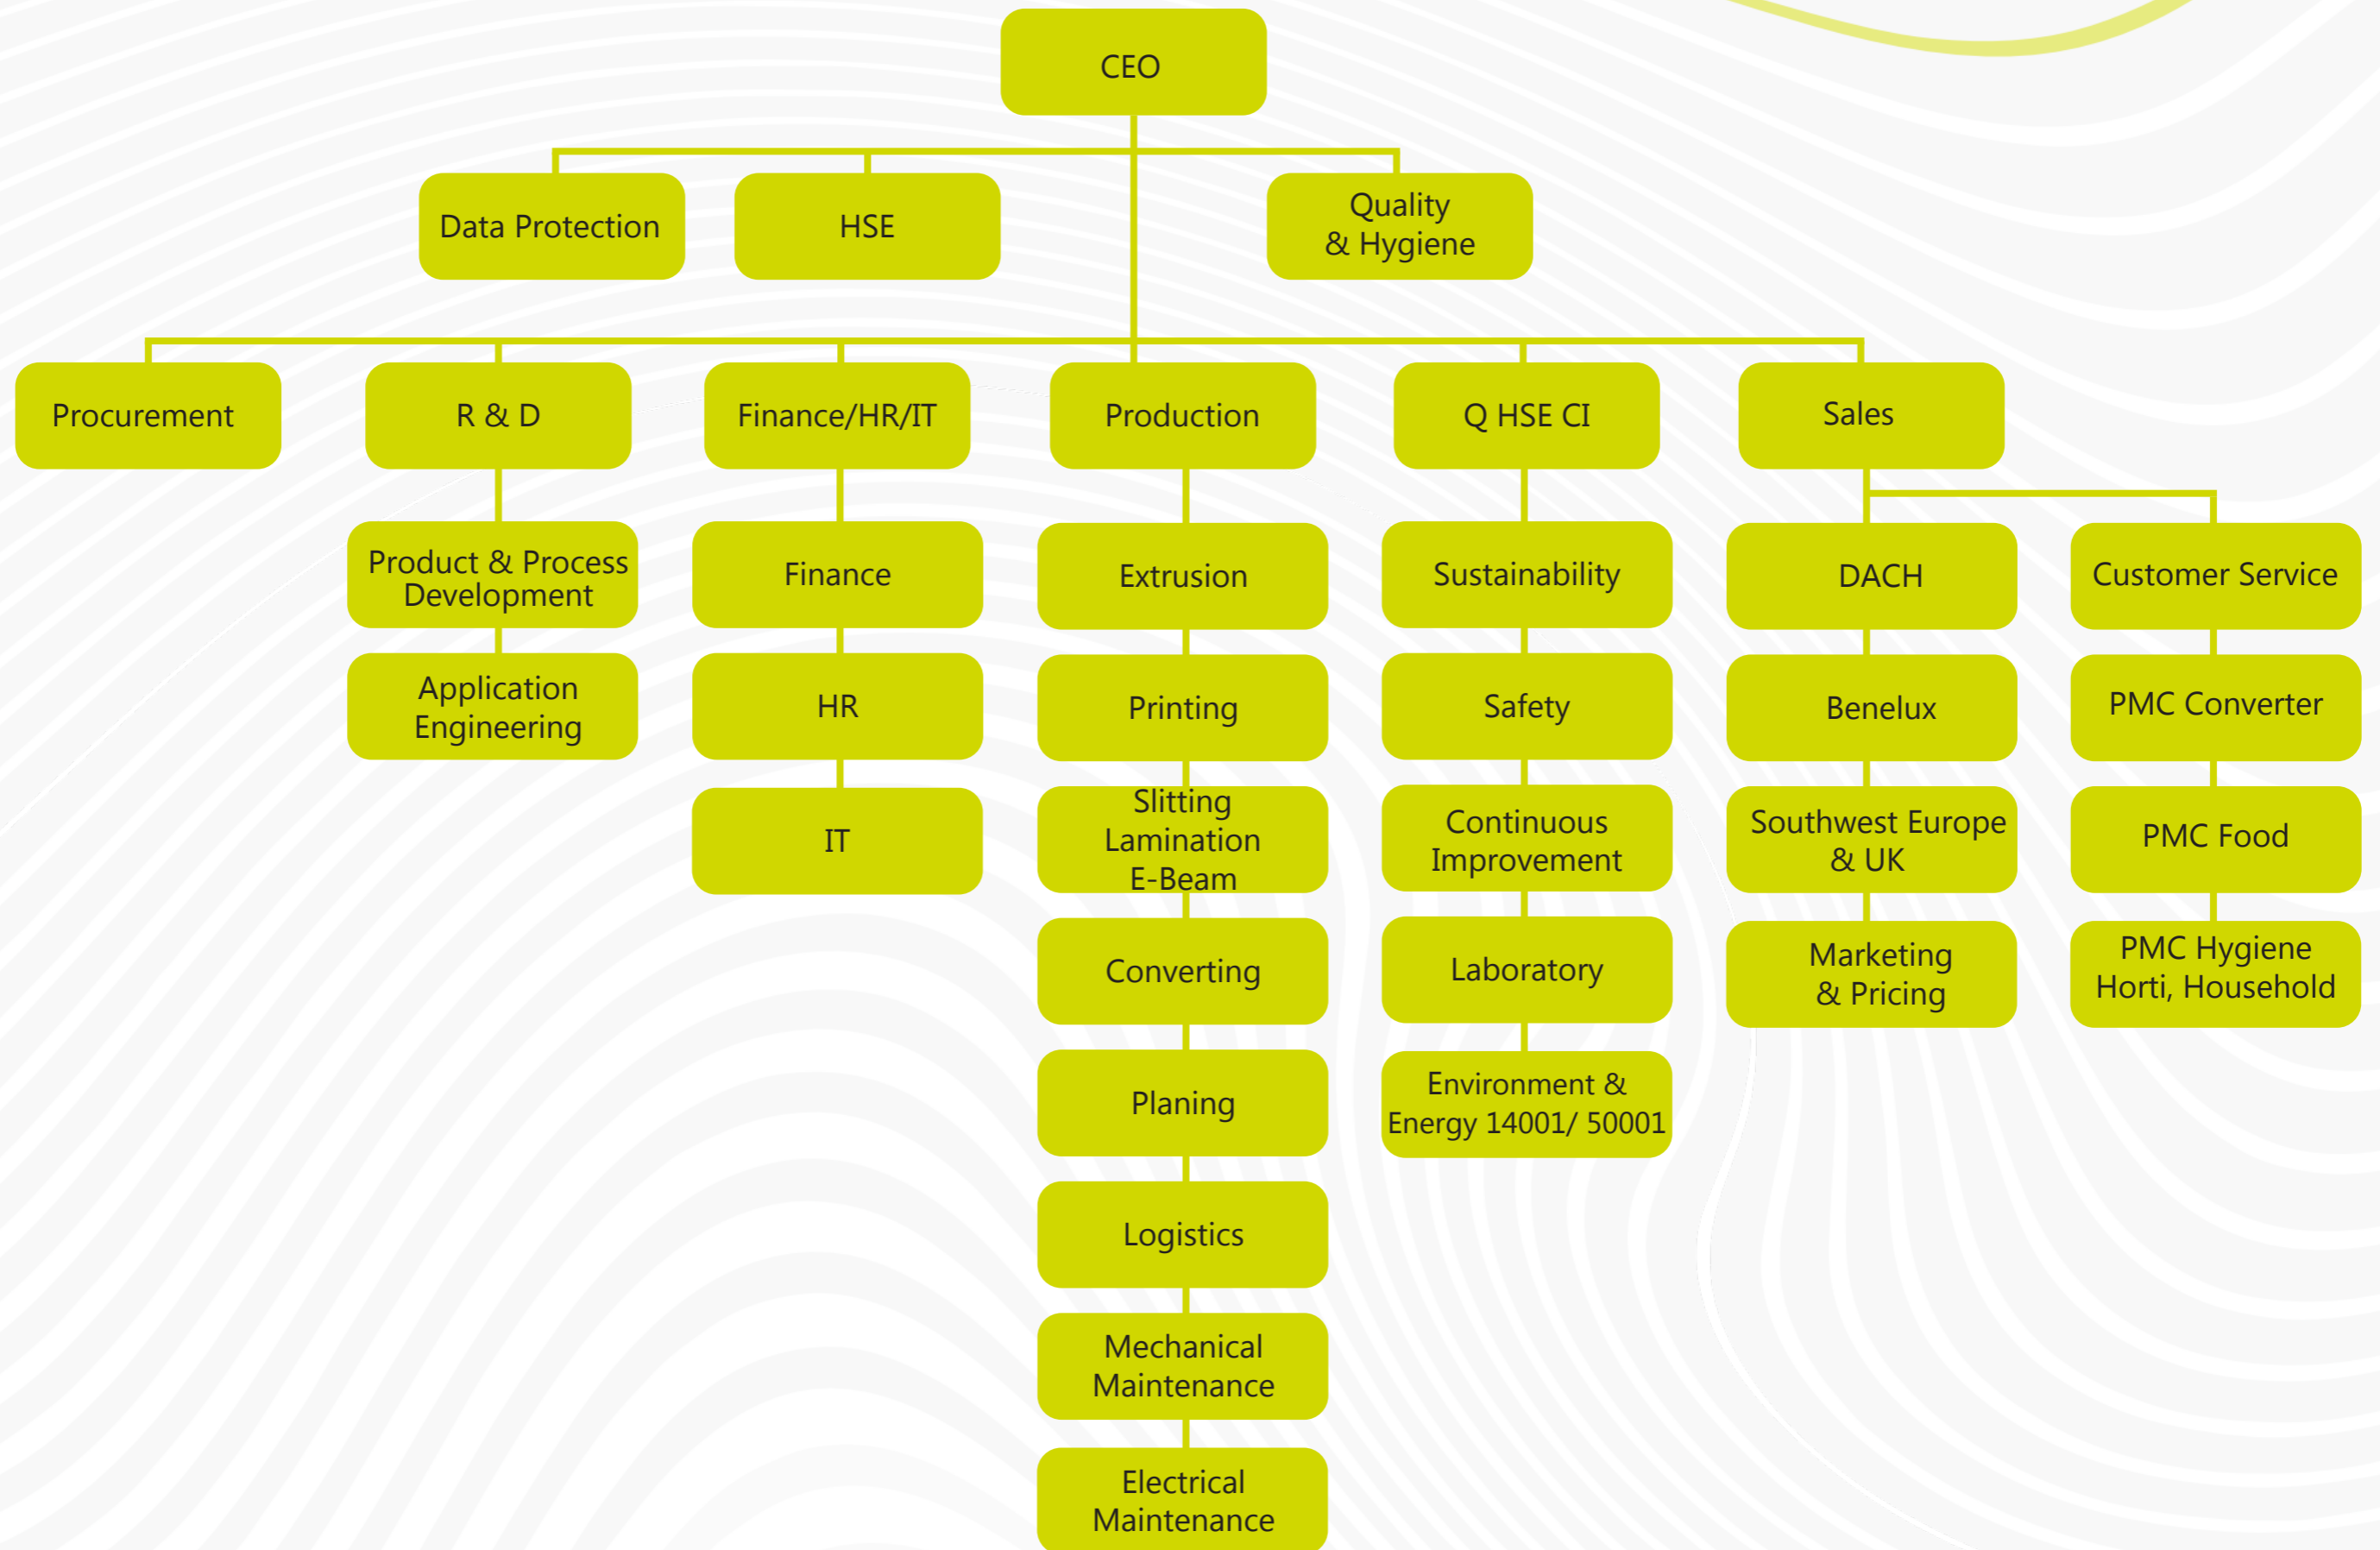 CEO
Data Protection
HSE
Quality
& Hygiene
Procurement
R & D
Finance/HR/IT
Production
Q HSE CI
Sales
Product & Process
Development
Application
Engineering
Finance
HR
IT
Extrusion
Printing
Slitting
Lamination
E-Beam
Converting
Planing
Logistics
Mechanical
Maintenance
Electrical
Maintenance
Sustainability
Safety
Continuous
Improvement
Laboratory
Environment &
Energy 14001/ 50001
DACH
Benelux
Southwest Europe
& UK
Marketing
& Pricing
Customer Service
PMC Converter
PMC Food
PMC Hygiene
Horti, Household